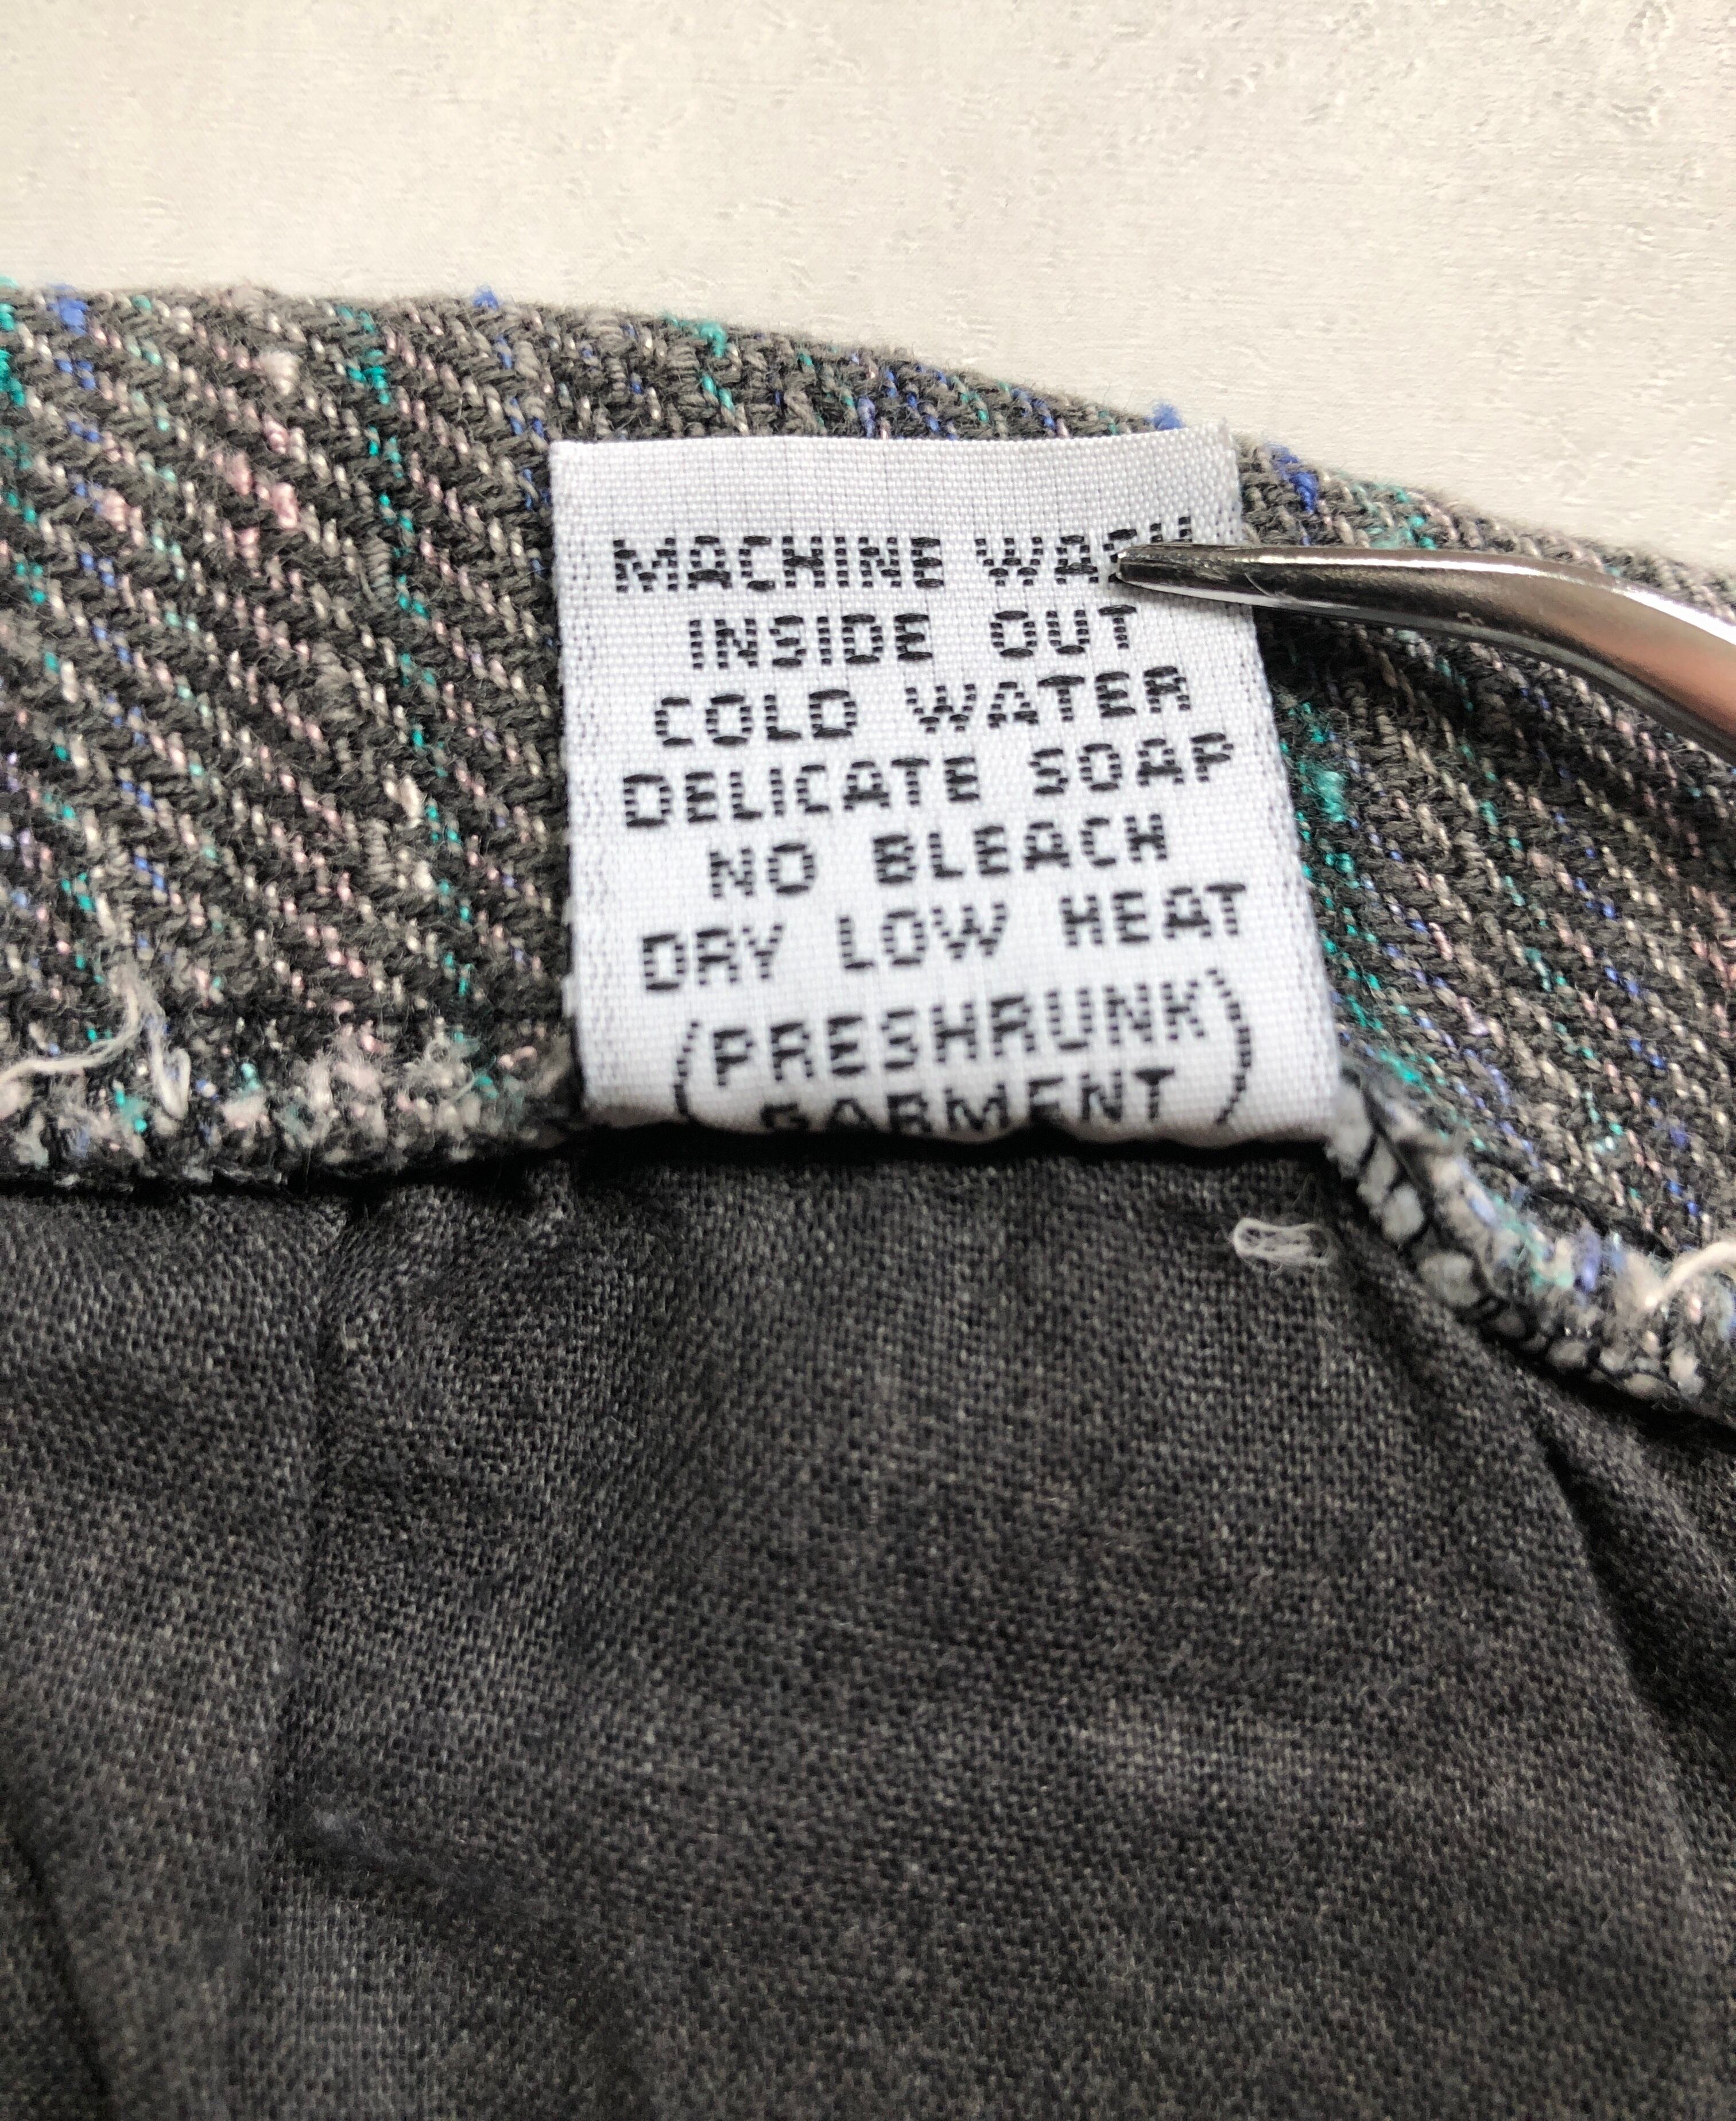 MACHINE WASH
INSIDE OUT
COLD WATER
DELICATE SOAP
NO BLEACH
DRY LOW HEAT
(PRESHRUNK)
GARMENT